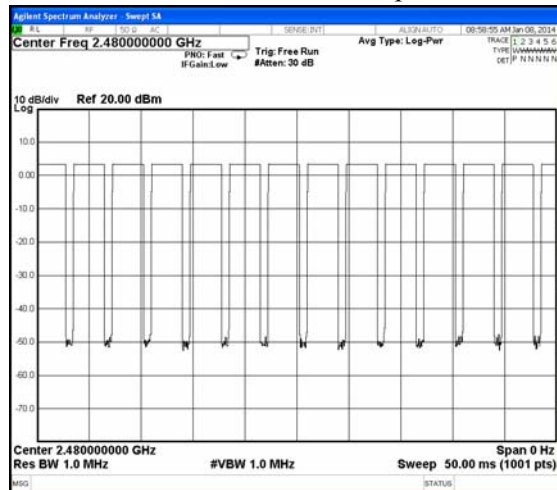 Agilent Spectrum Analyzer - Swept SA
RL RF 50 Ω AC SENSE:INT ALIGN AUTO 08:58:55 AM Jan 08, 2014
Center Freq 2.480000000 GHz
PNO: Fast
IFGain:Low
Trig: Free Run
#Atten: 30 dB
Avg Type: Log-Pwr
TRACE 1 2 3 4 5 6
TYPE
DET P N N N N N
10 dB/div Ref 20.00 dBm
Log
10.0
0.00
-10.0
-20.0
-30.0
-40.0
-50.0
-60.0
-70.0
Center 2.480000000 GHz Span 0 Hz
Res BW 1.0 MHz #VBW 1.0 MHz Sweep 50.00 ms (1001 pts)
MSG STATUS